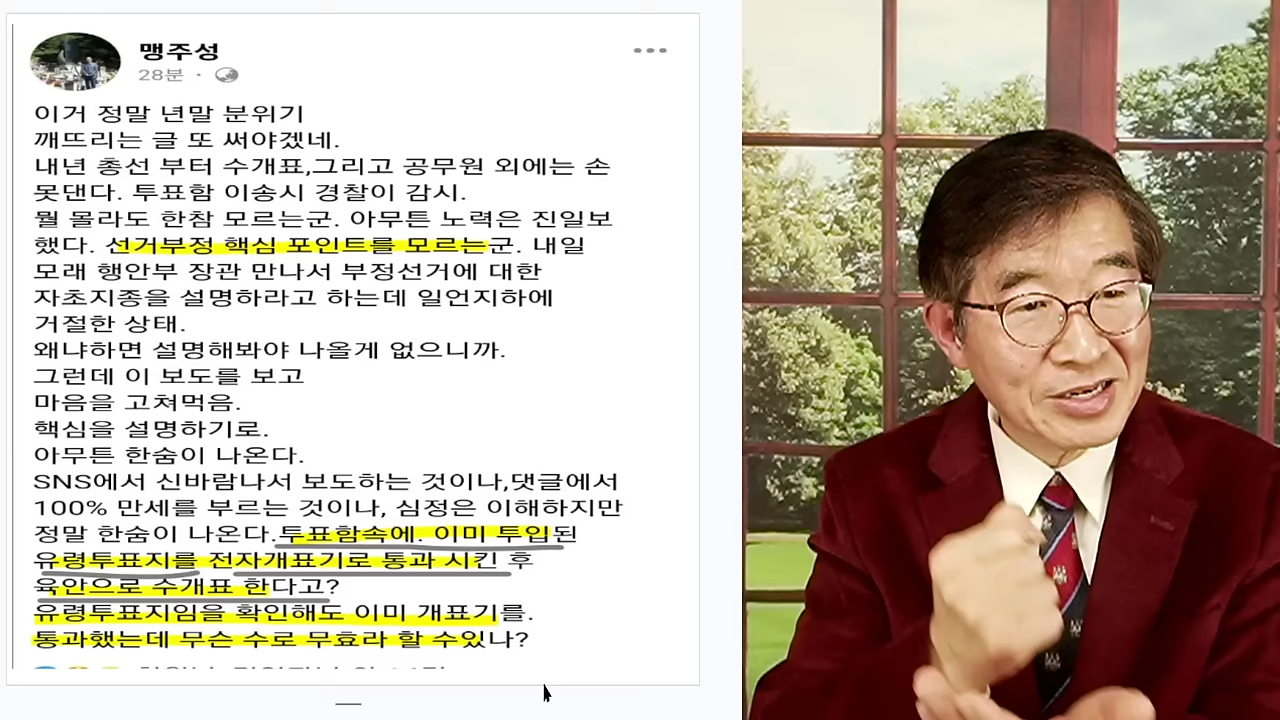 맹주성
28분 ·
이거 정말 년말 분위기
깨뜨리는 글 또 써야겠네.
내년 총선 부터 수개표,그리고 공무원 외에는 손
못댄다. 투표함 이송시 경찰이 감시.
뭘 몰라도 한참 모르는군. 아무튼 노력은 진일보
했다. 선거부정 핵심 포인트를 모르는군. 내일
모래 행안부 장관 만나서 부정선거에 대한
자초지종을 설명하라고 하는데 일언지하에
거절한 상태.
왜냐하면 설명해봐야 나올게 없으니까.
그런데 이 보도를 보고
마음을 고쳐먹음.
핵심을 설명하기로.
아무튼 한숨이 나온다.
SNS에서 신바람나서 보도하는 것이나,댓글에서
100% 만세를 부르는 것이나, 심정은 이해하지만
정말 한숨이 나온다.투표함속에. 이미 투입된
유령투표지를 전자개표기로 통과 시킨 후
육안으로 수개표 한다고?
유령투표지임을 확인해도 이미 개표기를.
통과했는데 무슨 수로 무효라 할 수있나?